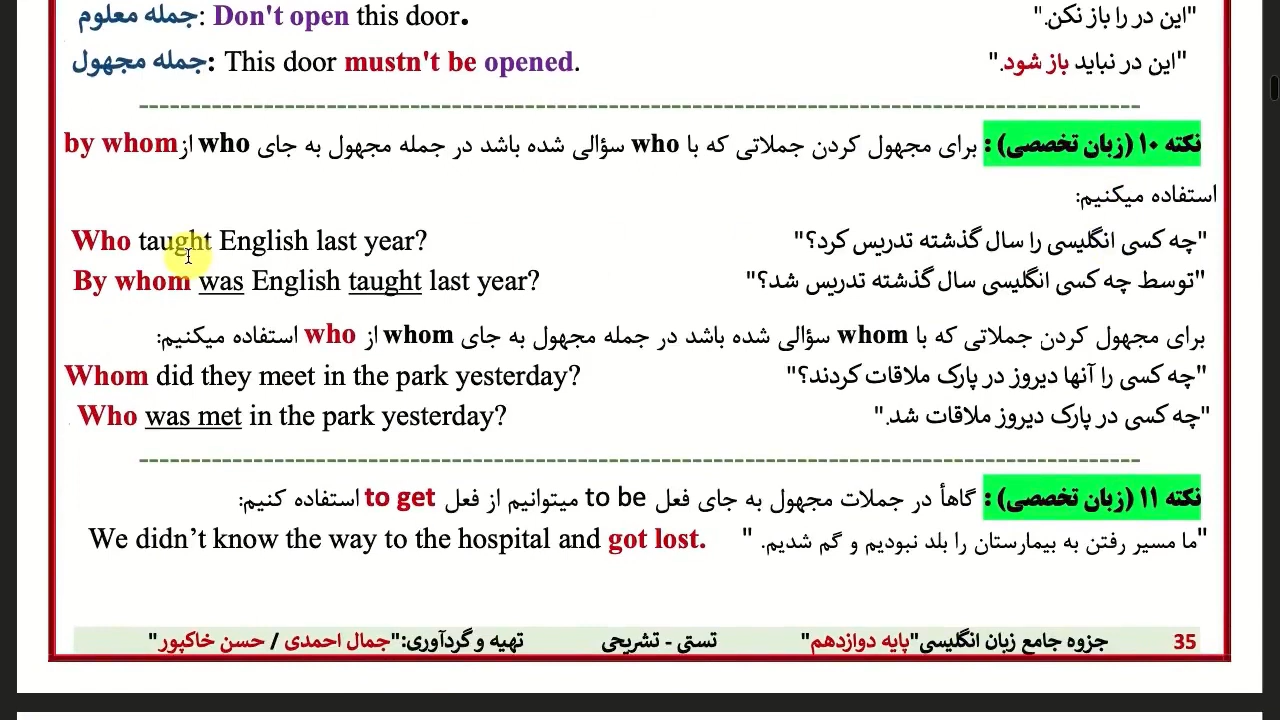 جمله معلوم: Don't open this door. "این در را باز نکن."
جمله مجهول: This door mustn't be opened. "این در نباید باز شود."
نکته ۱۰ (زبان تخصصی) : برای مجهول کردن جملاتی که با who سؤالی شده باشد در جمله مجهول به جای who از by whom
استفاده میکنیم:
Who taught English last year? "چه کسی انگلیسی را سال گذشته تدریس کرد؟"
By whom was English taught last year? "توسط چه کسی انگلیسی سال گذشته تدریس شد؟"
برای مجهول کردن جملاتی که با whom سؤالی شده باشد در جمله مجهول به جای whom از who استفاده میکنیم:
Whom did they meet in the park yesterday? "چه کسی را آنها دیروز در پارک ملاقات کردند؟"
Who was met in the park yesterday? "چه کسی در پارک دیروز ملاقات شد."
نکته ۱۱ (زبان تخصصی) : گاهاً در جملات مجهول به جای فعل to be میتوانیم از فعل to get استفاده کنیم:
We didn't know the way to the hospital and got lost. "ما مسیر رفتن به بیمارستان را بلد نبودیم و گم شدیم. "
35 جزوه جامع زبان انگلیسی"پایه دوازدهم" تستی - تشریحی تهیه و گردآوری:"جمال احمدی / حسن خاکپور"